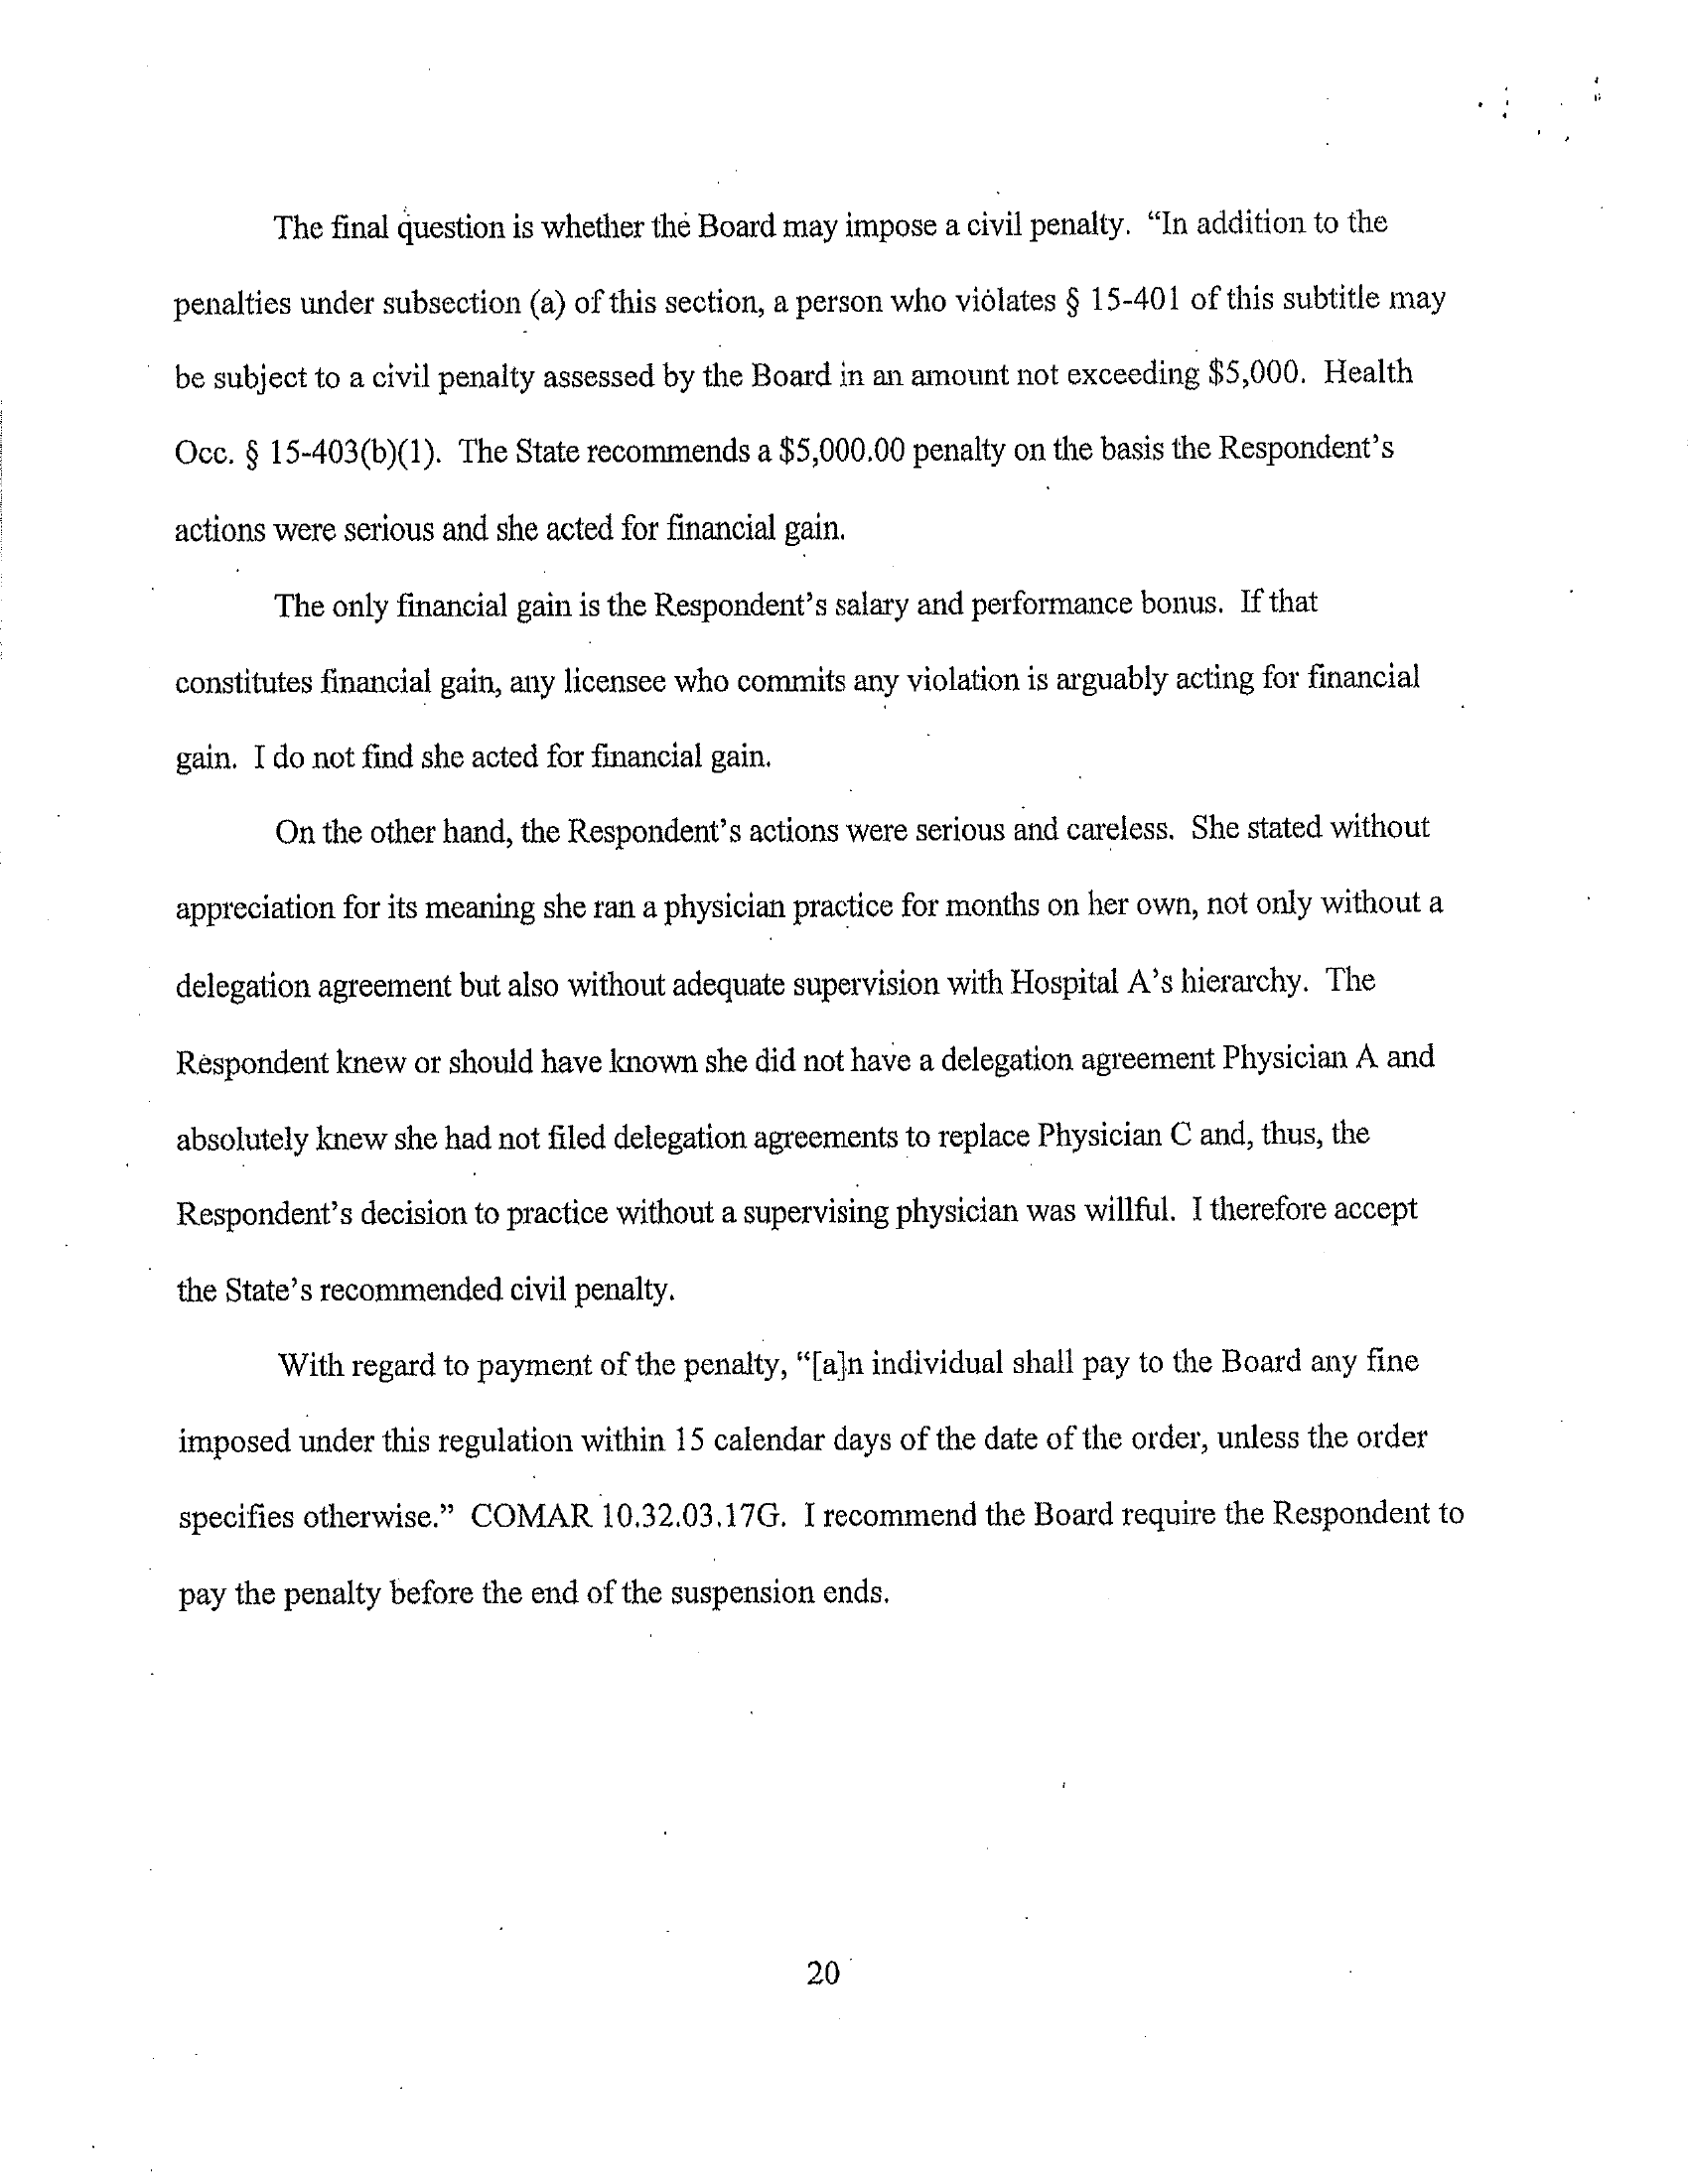 The final question is whether the Board may impose a civil penalty. “In addition to the
penalties under subsection (a) of this section, a person who violates § 15-401 of this subtitle may
be subject to a civil penalty assessed by the Board in an amount not exceeding $5,000. Health
Occ. § 15-403(b)(1). The State recommends a $5,000.00 penalty on the basis the Respondent’s
actions were serious and she acted for financial gain.
The only financial gain is the Respondent’s salary and performance bonus. If that
constitutes financial gain, any licensee who commits any violation is arguably acting for financial
gain. I do not find she acted for financial gain.
On the other hand, the Respondent’s actions were serious and careless. She stated without
appreciation for its meaning she ran a physician practice for months on her own, not only without a
delegation agreement but also without adequate supervision with Hospital A’s hierarchy. The
Respondent knew or should have known she did not have a delegation agreement Physician A and
absolutely knew she had not filed delegation agreements to replace Physician C and, thus, the
Respondent’s decision to practice without a supervising physician was willful. I therefore accept
the State’s recommended civil penalty.
With regard to payment of the penalty, “[a]n individual shall pay to the Board any fine
imposed under this regulation within 15 calendar days of the date of the order, unless the order
specifies otherwise.” COMAR 10.32.03.17G. I recommend the Board require the Respondent to
pay the penalty before the end of the suspension ends.
20